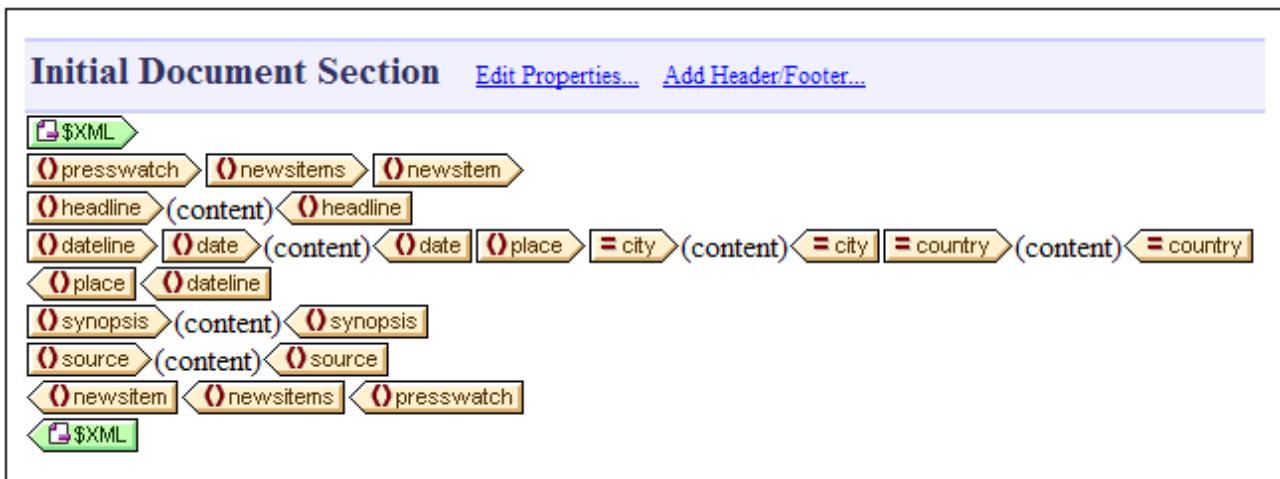 Initial Document Section Edit Properties... Add Header/Footer...
$XML
() presswatch () newsitems () newsitem
() headline (content) () headline
() dateline () date (content) () date () place = city (content) = city = country (content) = country
() place () dateline
() synopsis (content) () synopsis
() source (content) () source
() newsitem () newsitems () presswatch
$XML